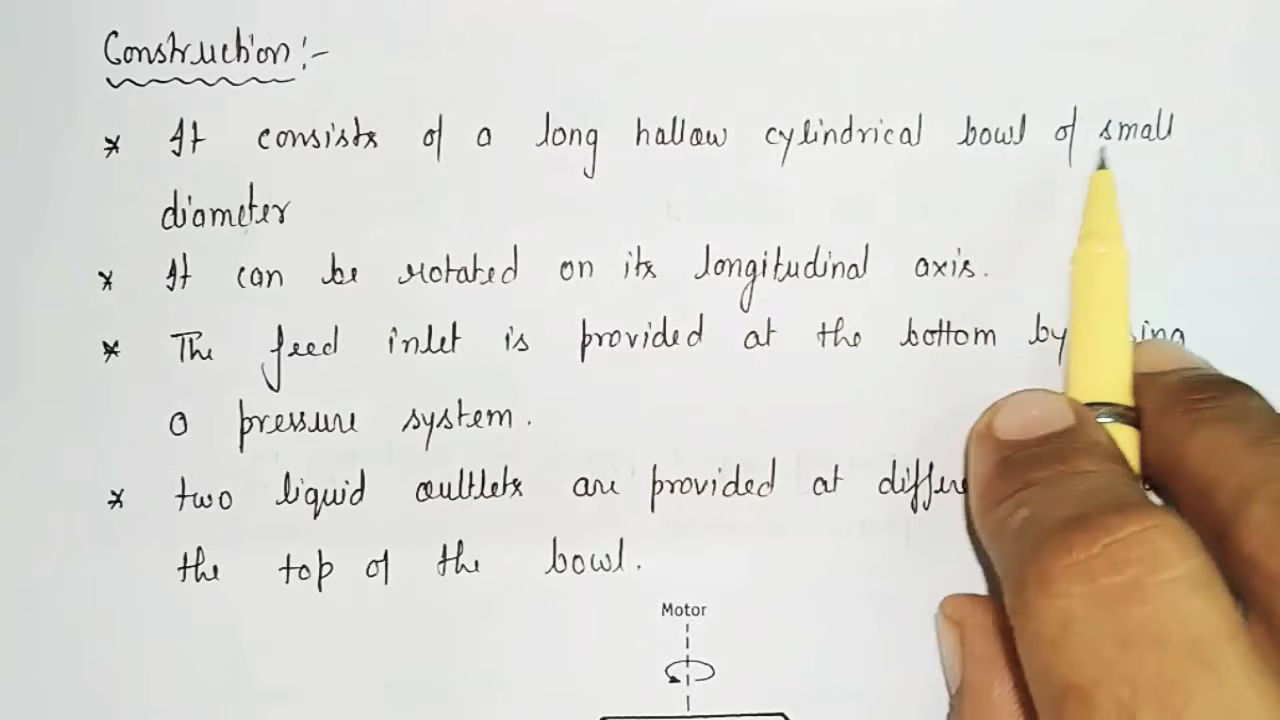 Construction :-
* It consists of a long hallow cylindrical bowl of small
diameter
* It can be rotated on its longitudinal axis.
* The feed inlet is provided at the bottom by
a pressure system.
* two liquid outlets are provided at
the top of the bowl.
Motor